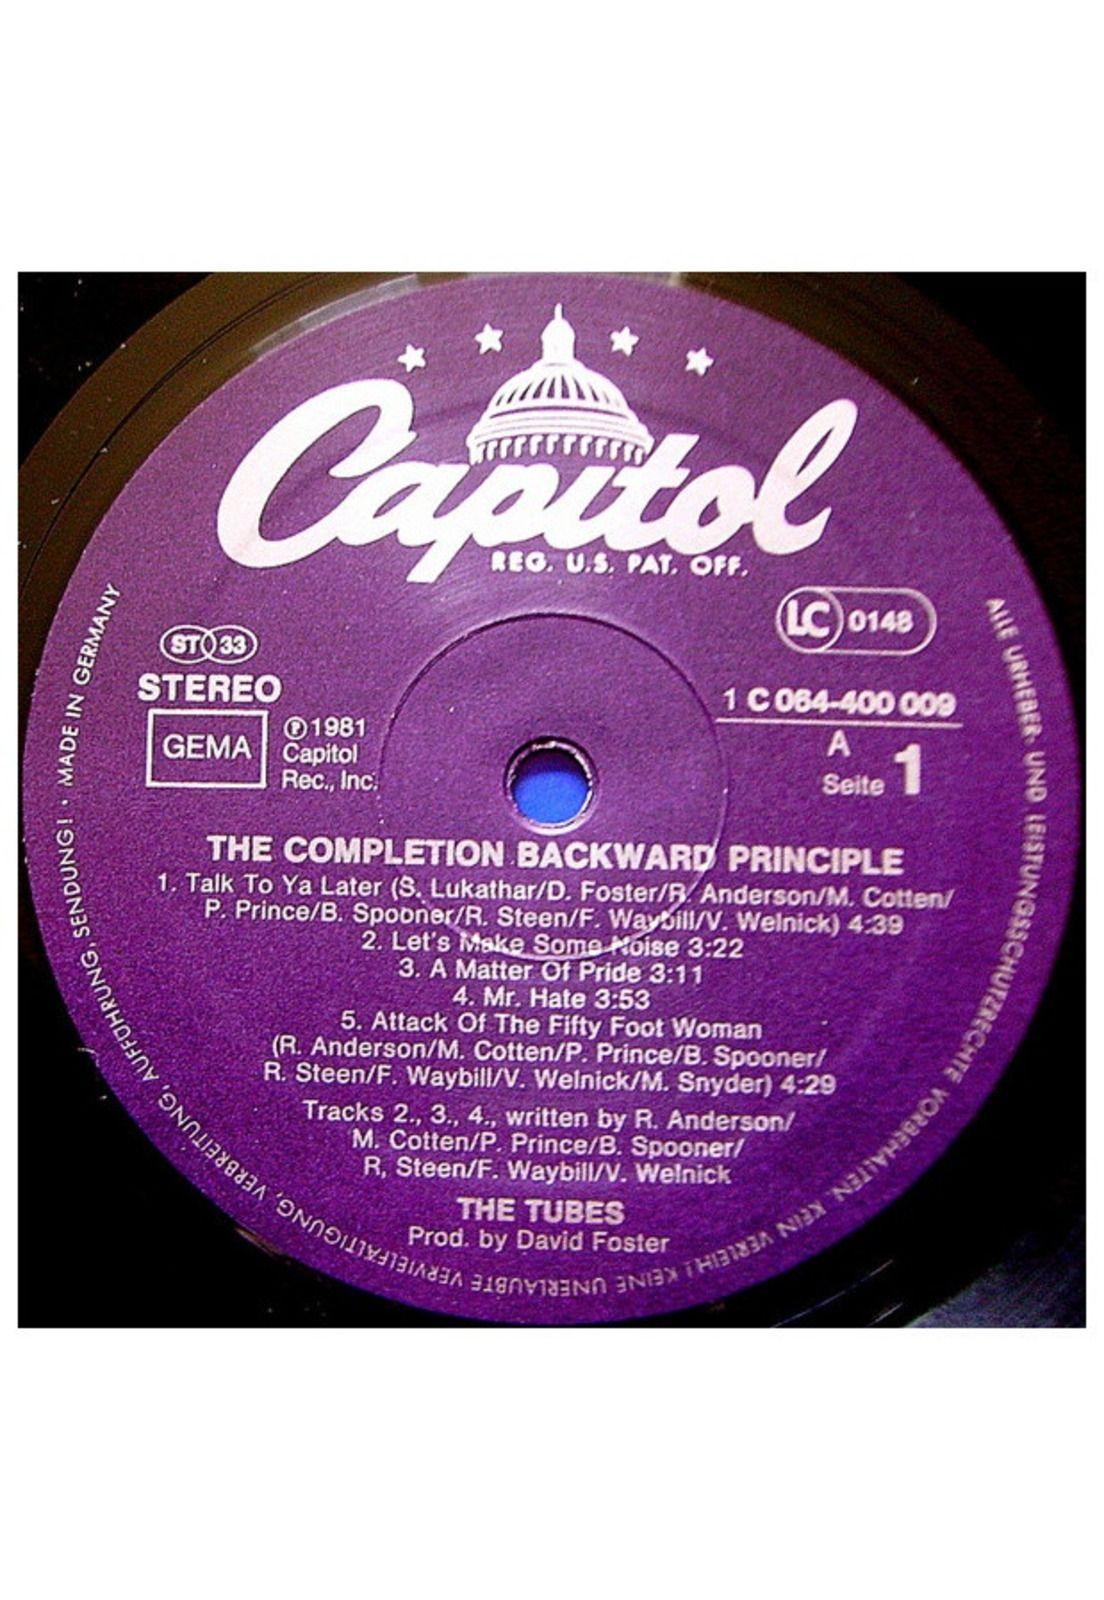 Capitol
REG. U.S. PAT. OFF.
ST 33
STEREO
GEMA
℗ 1981
Capitol
Rec., Inc.
LC 0148
1 C 064-400 009
A
Seite 1
THE COMPLETION BACKWARD PRINCIPLE
1. Talk To Ya Later (S. Lukathar/D. Foster/R. Anderson/M. Cotten/
P. Prince/B. Spooner/R. Steen/F. Waybill/V. Welnick) 4:39
2. Let's Make Some Noise 3:22
3. A Matter Of Pride 3:11
4. Mr. Hate 3:53
5. Attack Of The Fifty Foot Woman
(R. Anderson/M. Cotten/P. Prince/B. Spooner/
R. Steen/F. Waybill/V. Welnick/M. Snyder) 4:29
Tracks 2., 3., 4., written by R. Anderson/
M. Cotten/P. Prince/B. Spooner/
R, Steen/F. Waybill/V. Welnick
THE TUBES
Prod. by David Foster
ALLE URHEBER- UND LEISTUNGSSCHUTZRECHTE VORBEHALTEN. KEIN VERLEIH! KEINE UNERLAUBTE VERVIELFÄLTIGUNG, VERBREITUNG, AUFFÜHRUNG, SENDUNG! • MADE IN GERMANY